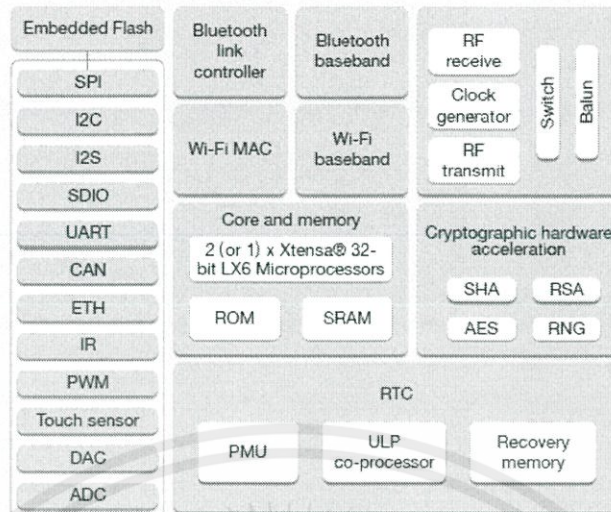 Embedded Flash
SPI
I2C
I2S
SDIO
UART
CAN
ETH
IR
PWM
Touch sensor
DAC
ADC
Bluetooth
link
controller
Bluetooth
baseband
Wi-Fi MAC
Wi-Fi
baseband
RF
receive
Clock
generator
RF
transmit
Switch
Balun
Core and memory
2 (or 1) x Xtensa® 32-
bit LX6 Microprocessors
ROM
SRAM
Cryptographic hardware
acceleration
SHA
RSA
AES
RNG
RTC
PMU
ULP
co-processor
Recovery
memory